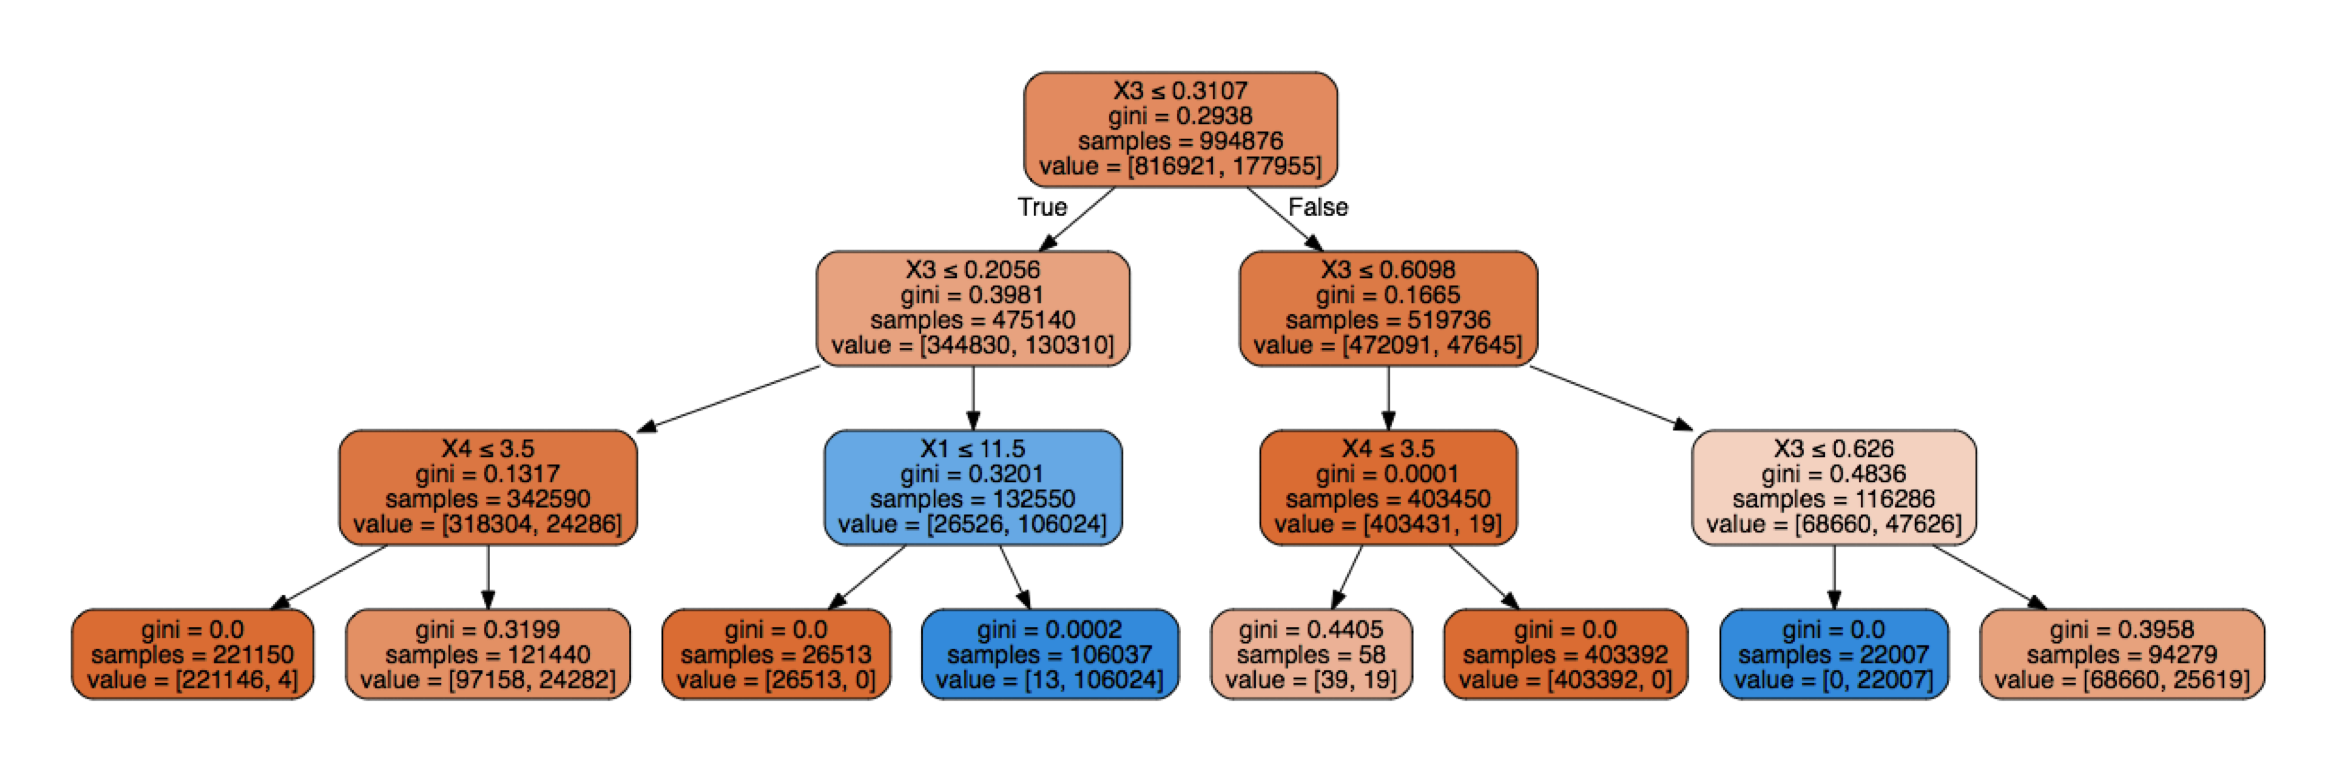 X3 ≤ 0.3107
gini = 0.2938
samples = 994876
value = [816921, 177955]
True
False
X3 ≤ 0.2056
gini = 0.3981
samples = 475140
value = [344830, 130310]
X3 ≤ 0.6098
gini = 0.1665
samples = 519736
value = [472091, 47645]
X4 ≤ 3.5
gini = 0.1317
samples = 342590
value = [318304, 24286]
X1 ≤ 11.5
gini = 0.3201
samples = 132550
value = [26526, 106024]
X4 ≤ 3.5
gini = 0.0001
samples = 403450
value = [403431, 19]
X3 ≤ 0.626
gini = 0.4836
samples = 116286
value = [68660, 47626]
gini = 0.0
samples = 221150
value = [221146, 4]
gini = 0.3199
samples = 121440
value = [97158, 24282]
gini = 0.0
samples = 26513
value = [26513, 0]
gini = 0.0002
samples = 106037
value = [13, 106024]
gini = 0.4405
samples = 58
value = [39, 19]
gini = 0.0
samples = 403392
value = [403392, 0]
gini = 0.0
samples = 22007
value = [0, 22007]
gini = 0.3958
samples = 94279
value = [68660, 25619]